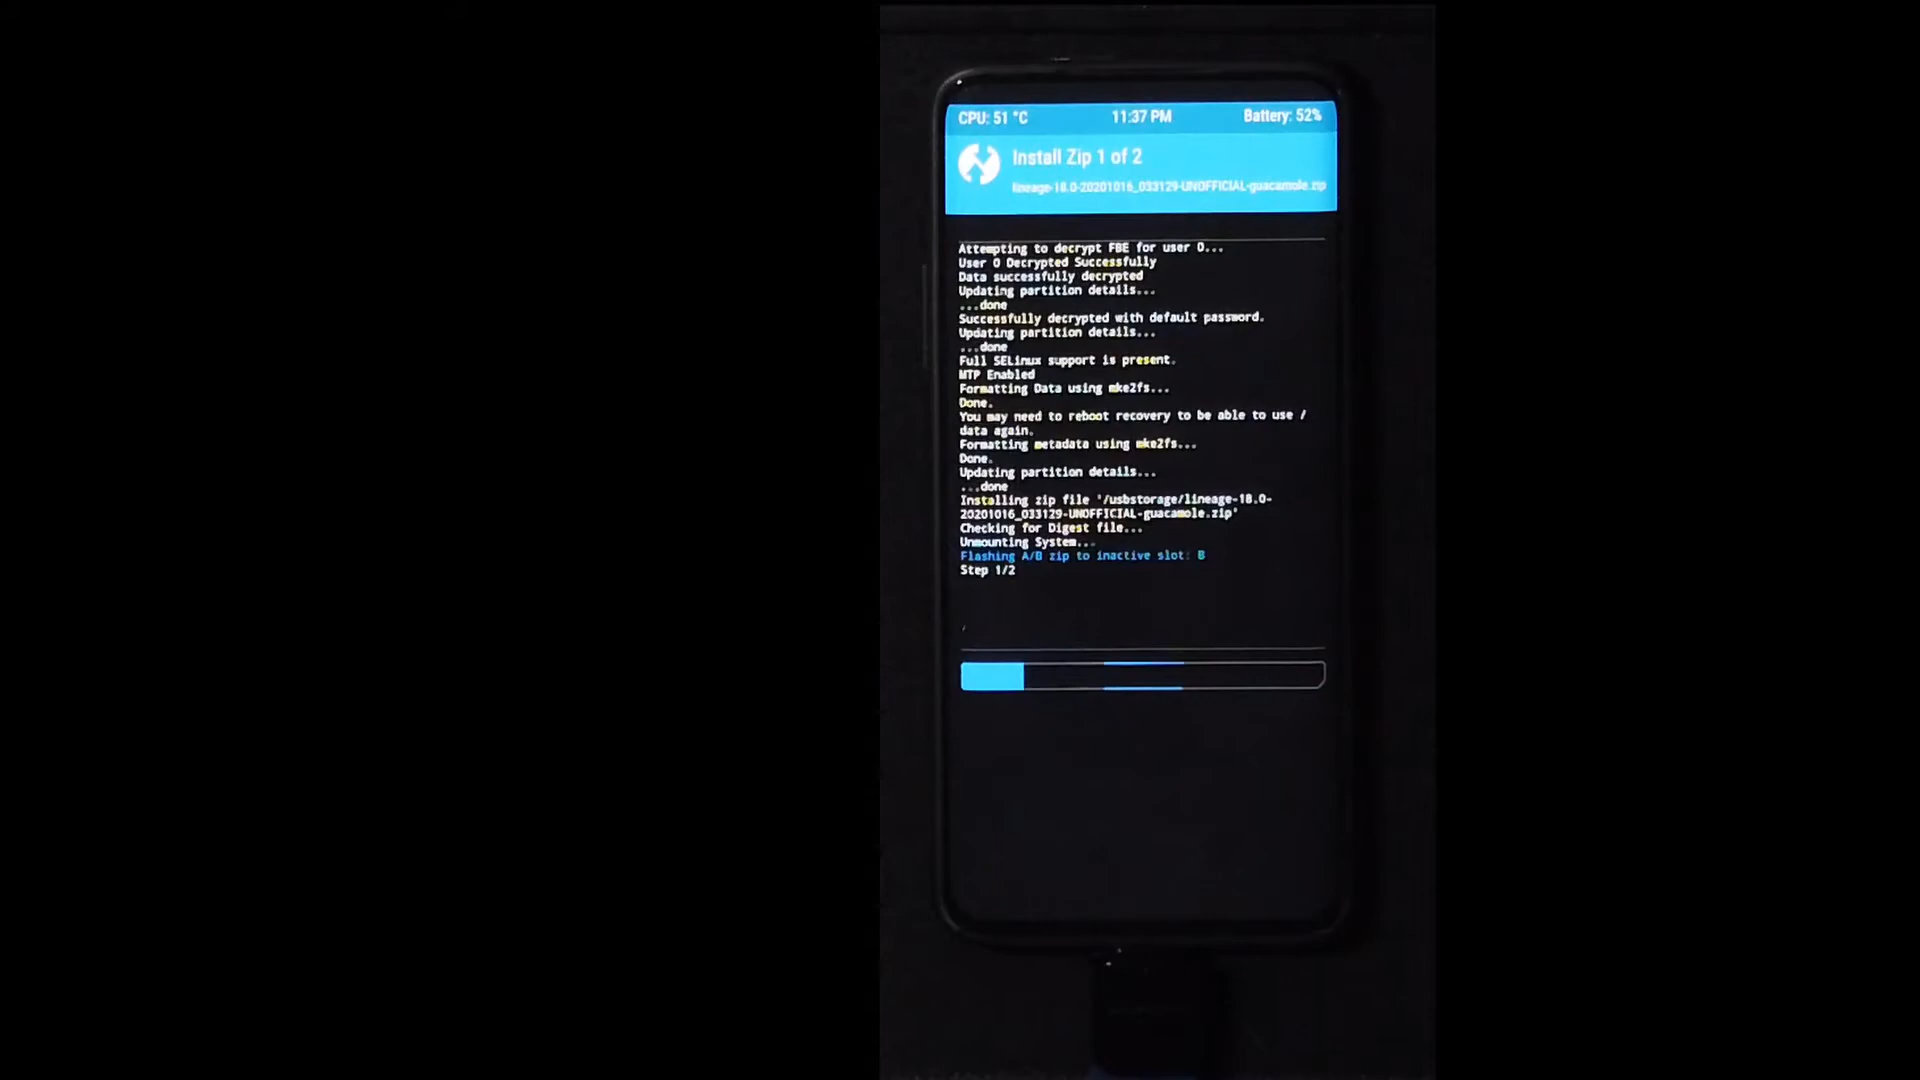 CPU: 51 °C 11:37 PM Battery: 52%
Install Zip 1 of 2
lineage-18.0-20201016_033129-UNOFFICIAL-guacamole.zip
Attempting to decrypt FBE for user 0...
User 0 Decrypted Successfully
Data successfully decrypted
Updating partition details...
...done
Successfully decrypted with default password.
Updating partition details...
...done
Full SELinux support is present.
MTP Enabled
Formatting Data using mke2fs...
Done.
You may need to reboot recovery to be able to use /
data again.
Formatting metadata using mke2fs...
Done.
Updating partition details...
...done
Installing zip file '/usbstorage/lineage-18.0-
20201016_033129-UNOFFICIAL-guacamole.zip'
Checking for Digest file...
Unmounting System...
Flashing A/B zip to inactive slot: B
Step 1/2